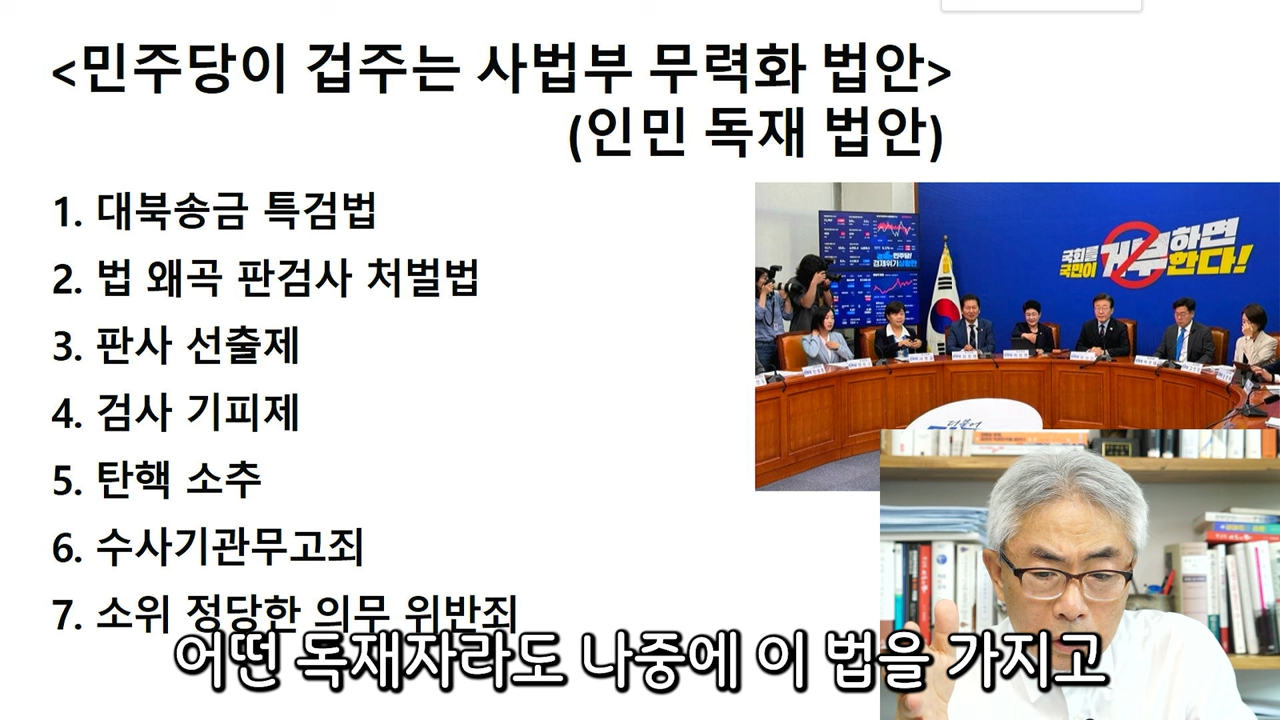 <민주당이 겁주는 사법부 무력화 법안>
(인민 독재 법안)
1. 대북송금 특검법
2. 법 왜곡 판검사 처벌법
3. 판사 선출제
4. 검사 기피제
5. 탄핵 소추
6. 수사기관무고죄
7. 소위 정당한 의무 위반죄
국회를
국민이
거부하면
한다!
더불어
어떤 독재자라도 나중에 이 법을 가지고